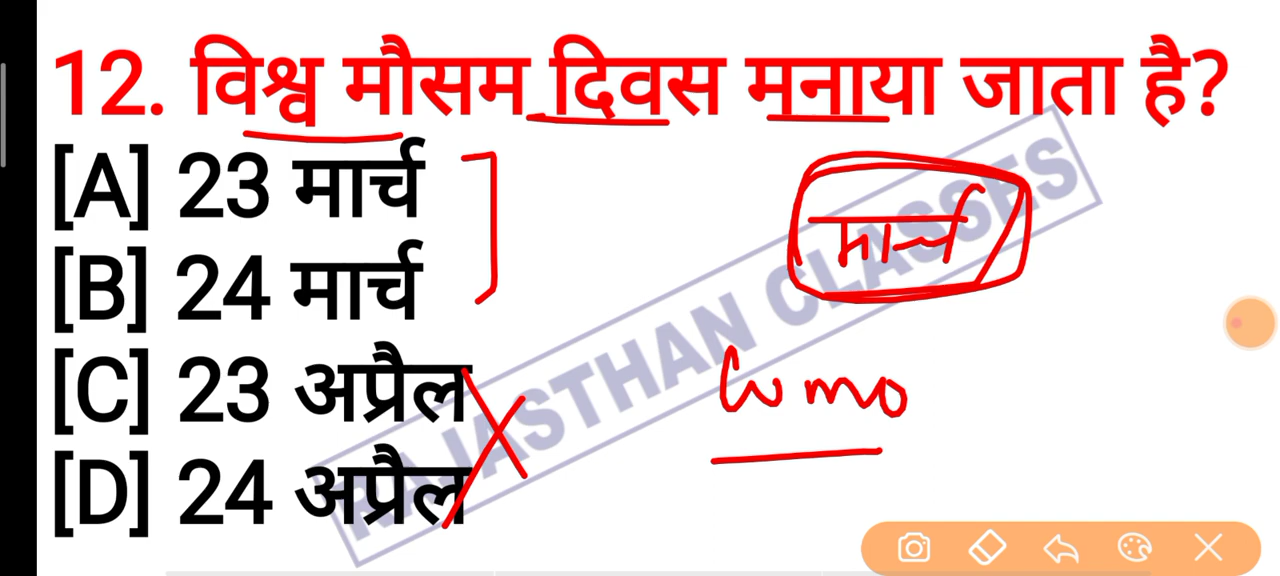 12. विश्व मौसम दिवस मनाया जाता है?
[A] 23 मार्च
[B] 24 मार्च
[C] 23 अप्रैल
[D] 24 अप्रैल
मार्च
wmo
RAJASTHAN CLASSES